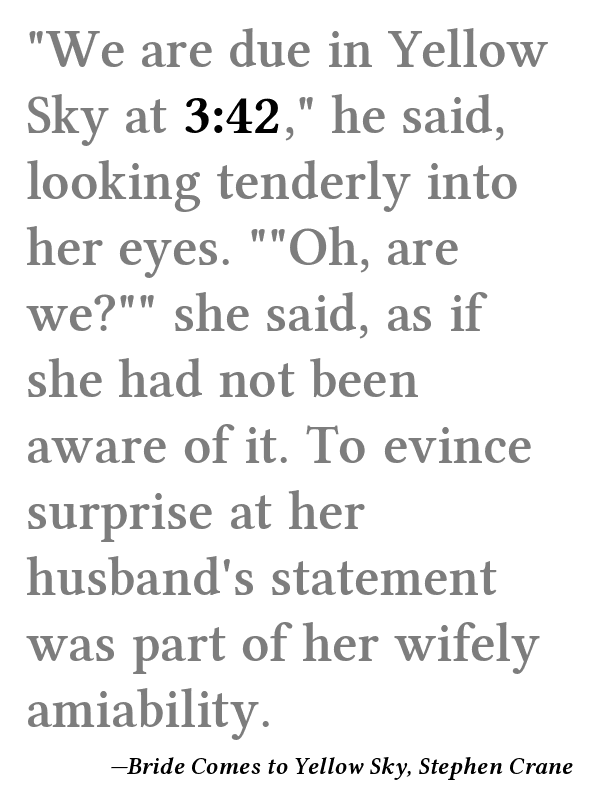 "We are due in Yellow
Sky at 3:42," he said,
looking tenderly into
her eyes. ""Oh, are
we?"" she said, as if
she had not been
aware of it. To evince
surprise at her
husband's statement
was part of her wifely
amiability.
—Bride Comes to Yellow Sky, Stephen Crane